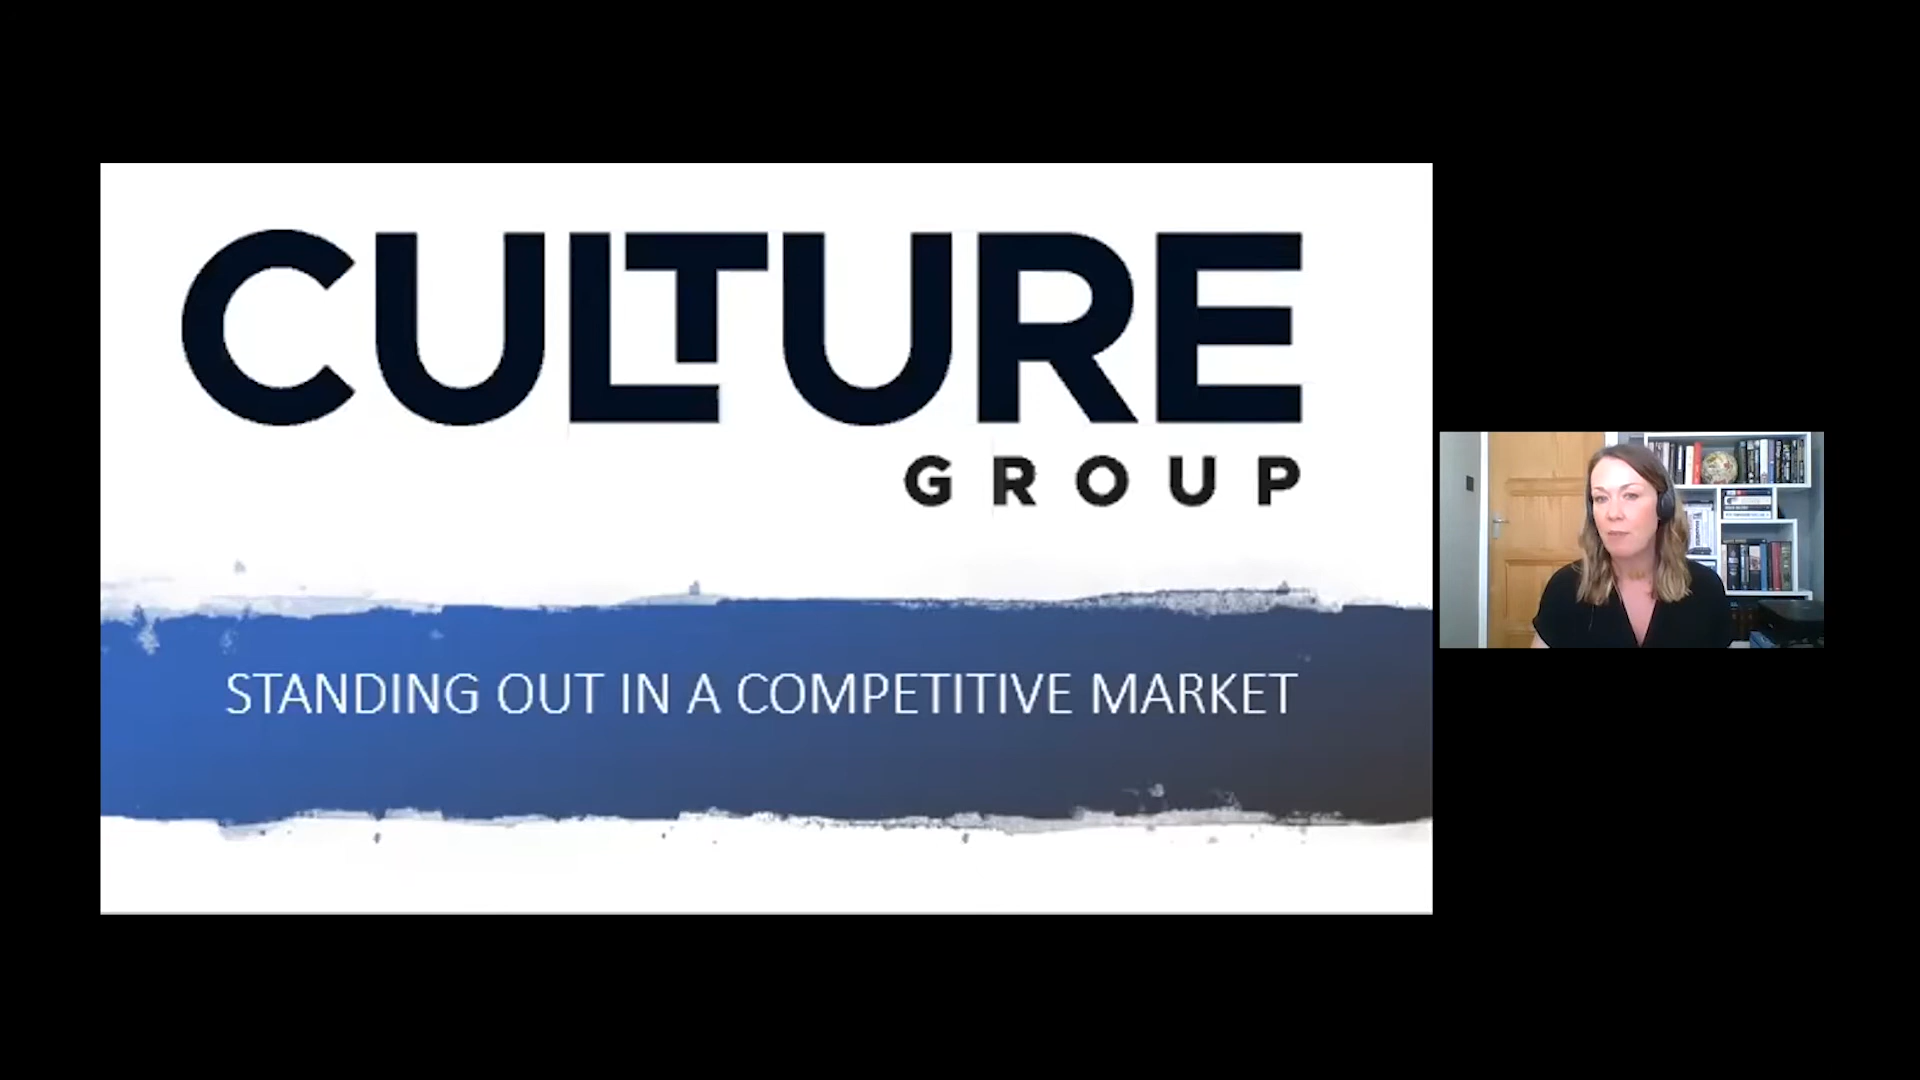 CULTURE
GROUP
STANDING OUT IN A COMPETITIVE MARKET